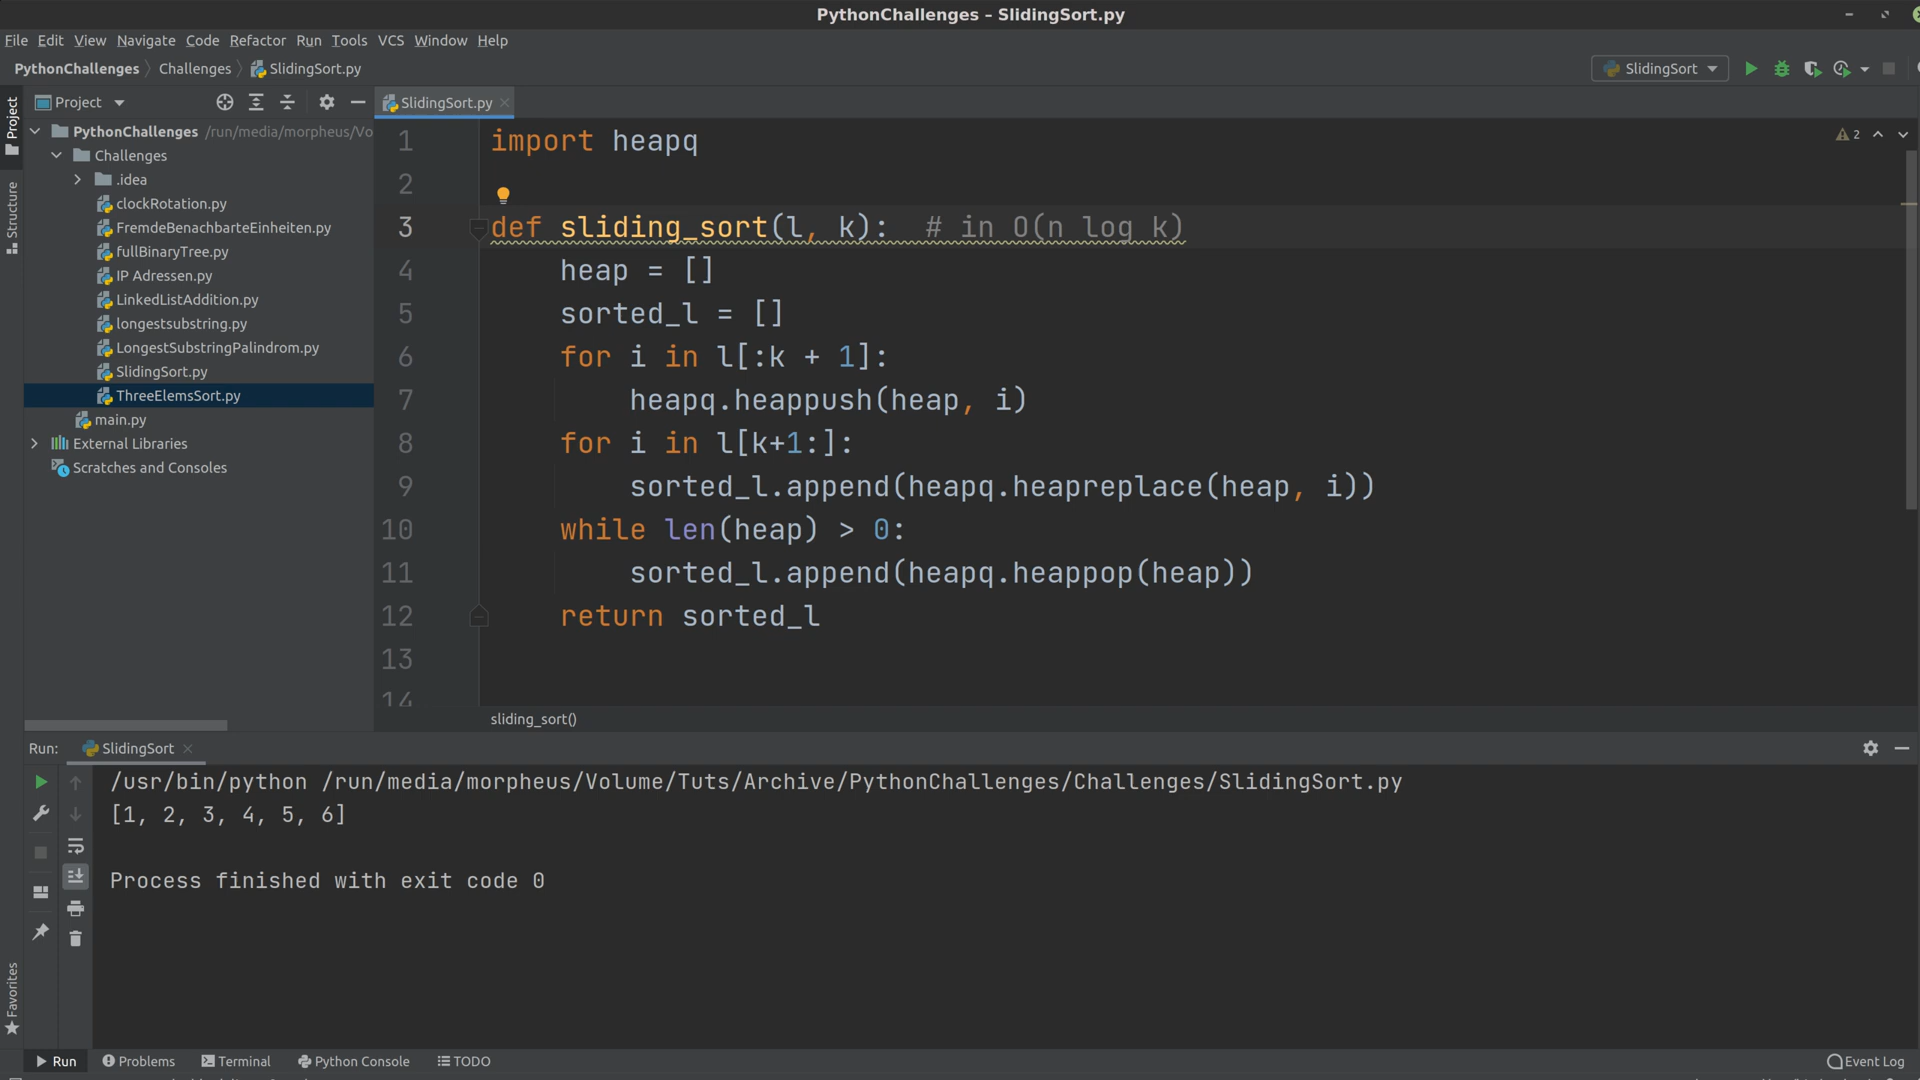 PythonChallenges – SlidingSort.py
File Edit View Navigate Code Refactor Run Tools VCS Window Help
PythonChallenges Challenges SlidingSort.py
SlidingSort
Project
SlidingSort.py
Project
Structure
Favorites
PythonChallenges /run/media/morpheus/Vo
Challenges
.idea
clockRotation.py
FremdeBenachbarteEinheiten.py
fullBinaryTree.py
IP Adressen.py
LinkedListAddition.py
longestsubstring.py
LongestSubstringPalindrom.py
SlidingSort.py
ThreeElemsSort.py
main.py
External Libraries
Scratches and Consoles
2
1 import heapq
2
3 def sliding_sort(l, k):  # in O(n log k)
4     heap = []
5     sorted_l = []
6     for i in l[:k + 1]:
7         heapq.heappush(heap, i)
8     for i in l[k+1:]:
9         sorted_l.append(heapq.heapreplace(heap, i))
10     while len(heap) > 0:
11         sorted_l.append(heapq.heappop(heap))
12     return sorted_l
13
14
sliding_sort()
Run: SlidingSort
/usr/bin/python /run/media/morpheus/Volume/Tuts/Archive/PythonChallenges/Challenges/SlidingSort.py
[1, 2, 3, 4, 5, 6]
Process finished with exit code 0
Run Problems Terminal Python Console TODO Event Log